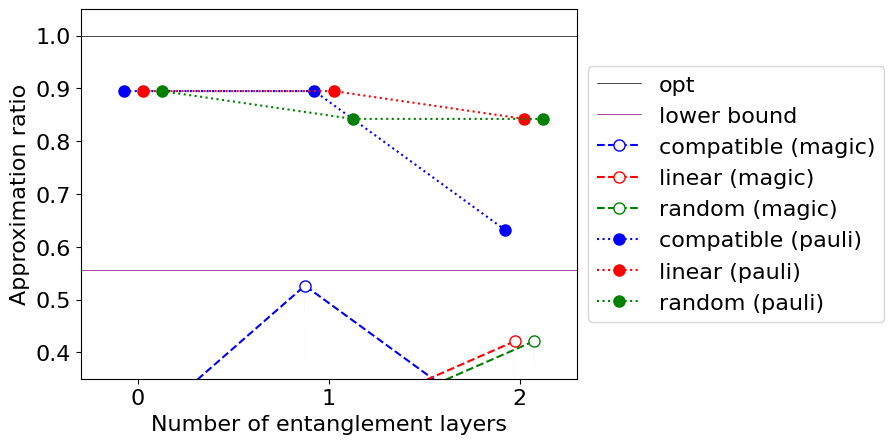 1.0
0.9
0.8
0.7
0.6
0.5
0.4
Approximation ratio
0
1
2
Number of entanglement layers
opt
lower bound
compatible (magic)
linear (magic)
random (magic)
compatible (pauli)
linear (pauli)
random (pauli)